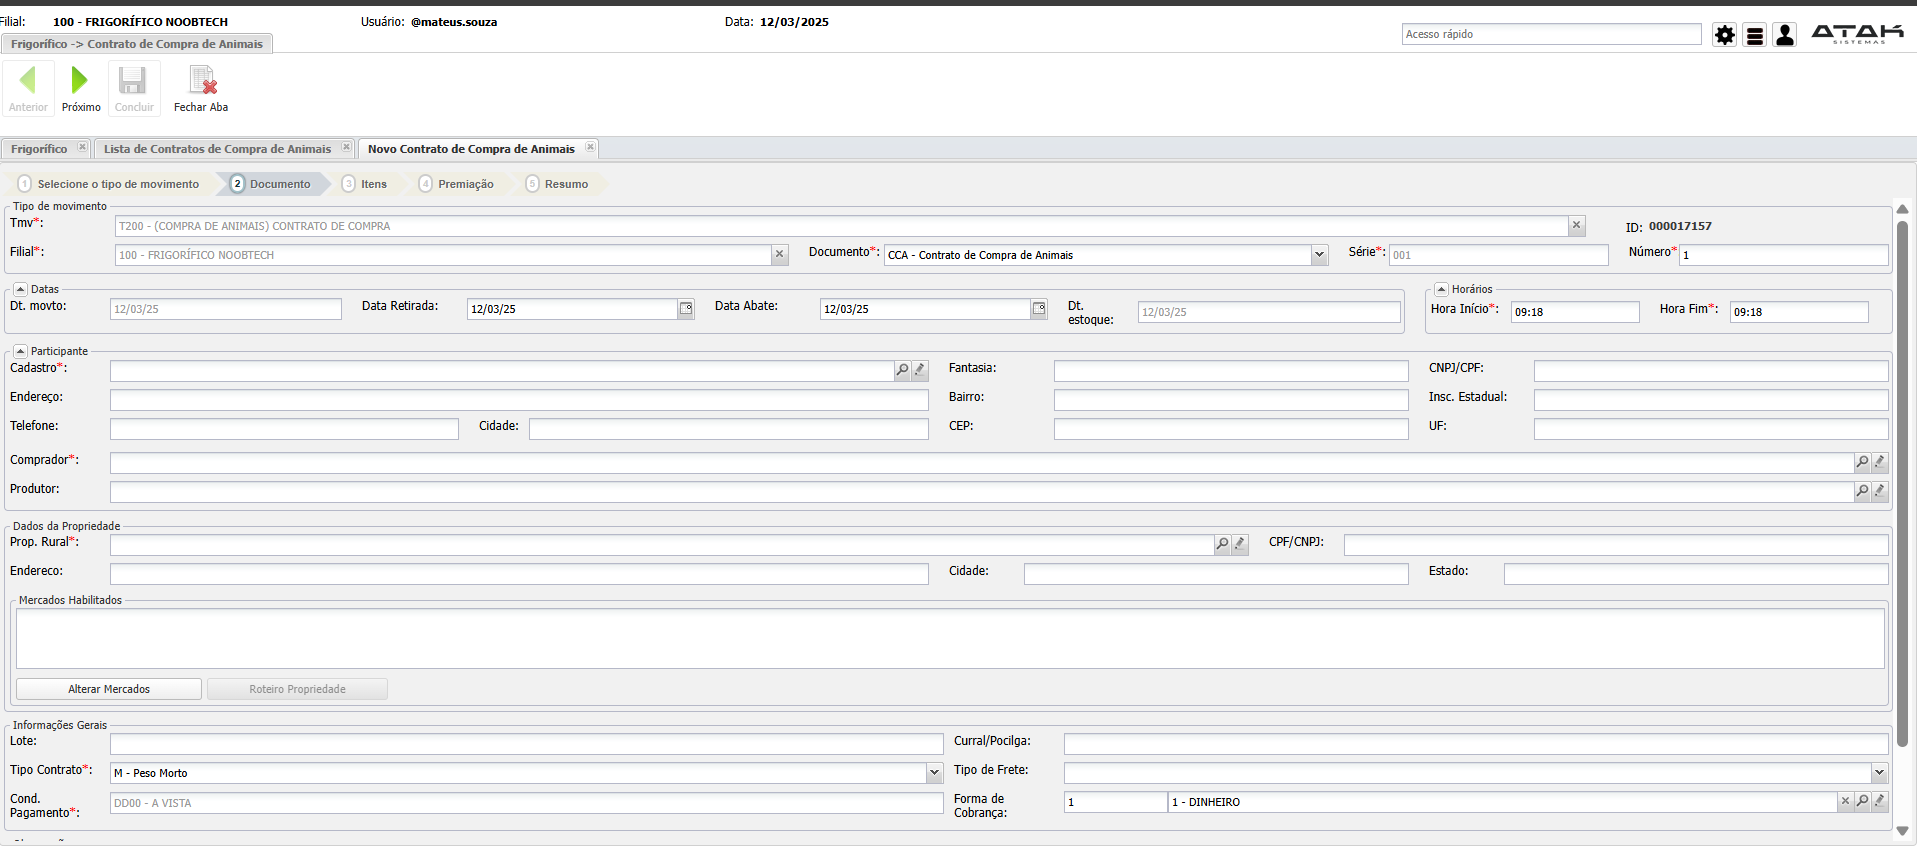 Filial: 100 - FRIGORÍFICO NOOBTECH Usuário: @mateus.souza Data: 12/03/2025
Acesso rápido
ATAK
SISTEMAS
Frigorífico -> Contrato de Compra de Animais
Anterior Próximo Concluir Fechar Aba
Frigorífico Lista de Contratos de Compra de Animais Novo Contrato de Compra de Animais
1 Selecione o tipo de movimento 2 Documento 3 Itens 4 Premiação 5 Resumo
Tipo de movimento
Tmv*: T200 - (COMPRA DE ANIMAIS) CONTRATO DE COMPRA ID: 000017157
Filial*: 100 - FRIGORÍFICO NOOBTECH Documento*: CCA - Contrato de Compra de Animais Série*: 001 Número* 1
Datas Horários
Dt. movto: 12/03/25 Data Retirada: 12/03/25 Data Abate: 12/03/25 Dt. estoque: 12/03/25 Hora Início*: 09:18 Hora Fim*: 09:18
Participante
Cadastro*: Fantasia: CNPJ/CPF:
Endereço: Bairro: Insc. Estadual:
Telefone: Cidade: CEP: UF:
Comprador*:
Produtor:
Dados da Propriedade
Prop. Rural*: CPF/CNPJ:
Endereco: Cidade: Estado:
Mercados Habilitados
Alterar Mercados Roteiro Propriedade
Informações Gerais
Lote: Curral/Pocilga:
Tipo Contrato*: M - Peso Morto Tipo de Frete:
Cond. Pagamento*: DD00 - A VISTA Forma de Cobrança: 1 1 - DINHEIRO